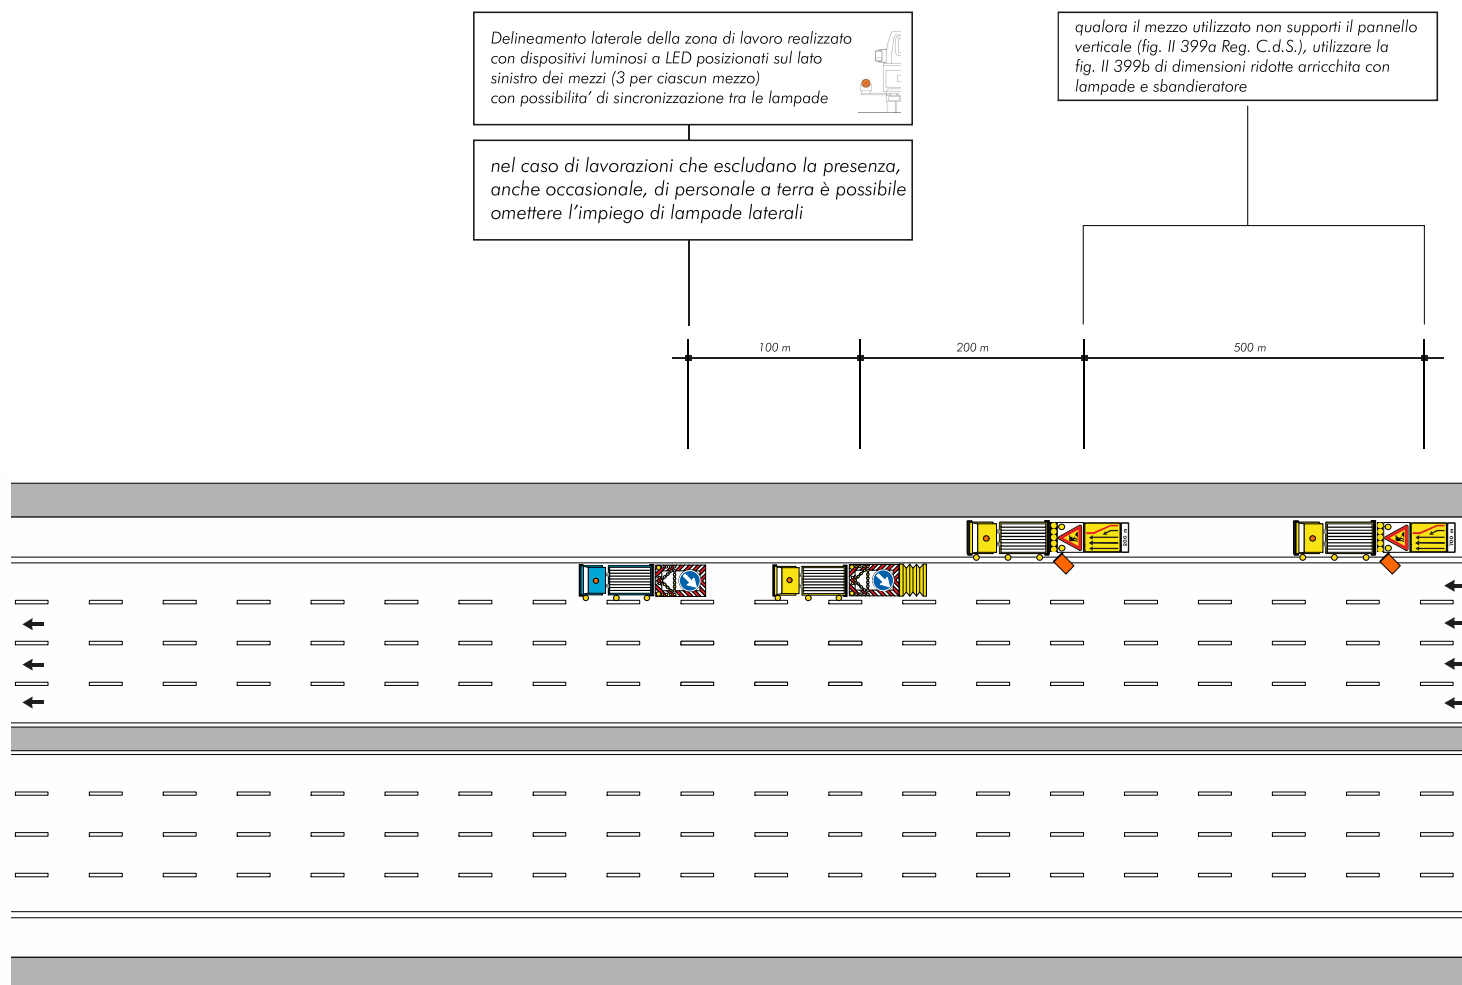 Delineamento laterale della zona di lavoro realizzato
con dispositivi luminosi a LED posizionati sul lato
sinistro dei mezzi (3 per ciascun mezzo)
con possibilita' di sincronizzazione tra le lampade
nel caso di lavorazioni che escludano la presenza,
anche occasionale, di personale a terra è possibile
omettere l'impiego di lampade laterali
qualora il mezzo utilizzato non supporti il pannello
verticale (fig. II 399a Reg. C.d.S.), utilizzare la
fig. II 399b di dimensioni ridotte arricchita con
lampade e sbandieratore
100 m
200 m
500 m
200 m
700 m